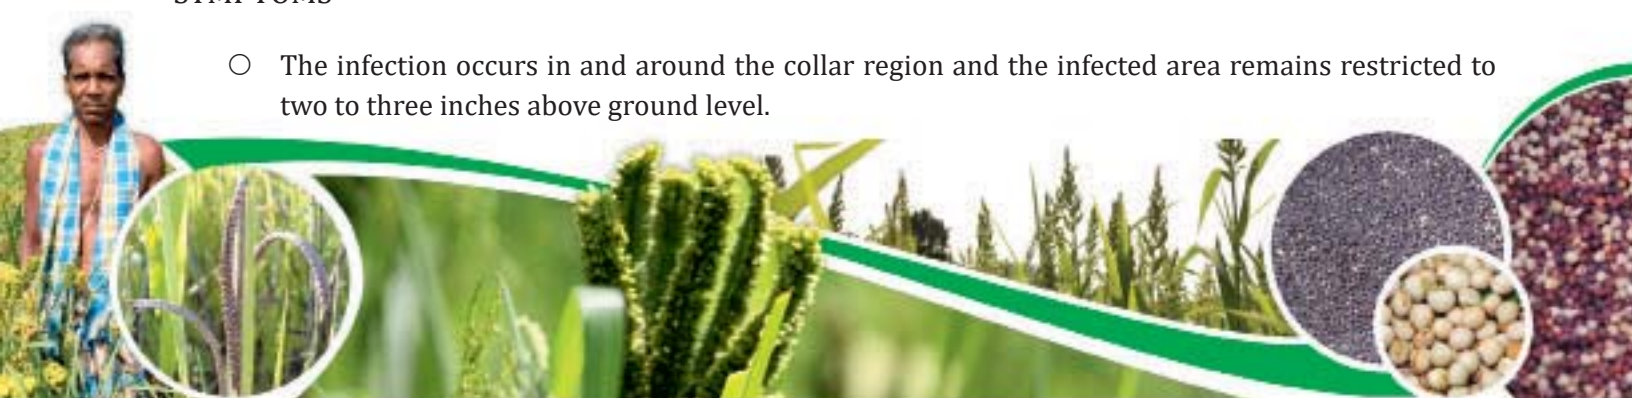 SYMPTOMS
○ The infection occurs in and around the collar region and the infected area remains restricted to
two to three inches above ground level.